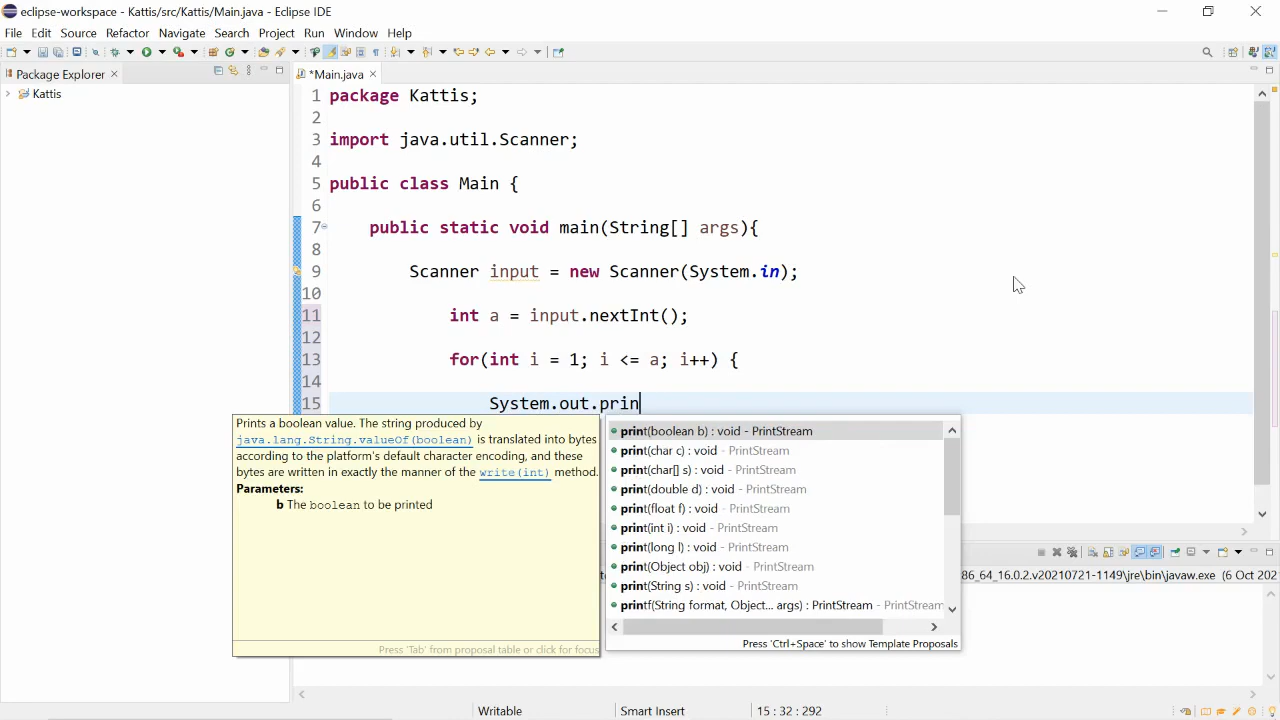 eclipse-workspace - Kattis/src/Kattis/Main.java - Eclipse IDE
File Edit Source Refactor Navigate Search Project Run Window Help
Package Explorer
*Main.java
Kattis
1 package Kattis;
2
3 import java.util.Scanner;
4
5 public class Main {
6
7 public static void main(String[] args){
8
9 Scanner input = new Scanner(System.in);
10
11 int a = input.nextInt();
12
13 for(int i = 1; i <= a; i++) {
14
15 System.out.prin
Prints a boolean value. The string produced by
java.lang.String.valueOf(boolean) is translated into bytes
according to the platform's default character encoding, and these
bytes are written in exactly the manner of the write(int) method.
Parameters:
b The boolean to be printed
Press 'Tab' from proposal table or click for focus
print(boolean b) : void - PrintStream
print(char c) : void - PrintStream
print(char[] s) : void - PrintStream
print(double d) : void - PrintStream
print(float f) : void - PrintStream
print(int i) : void - PrintStream
print(long l) : void - PrintStream
print(Object obj) : void - PrintStream
print(String s) : void - PrintStream
printf(String format, Object... args) : PrintStream - PrintStream
Press 'Ctrl+Space' to show Template Proposals
86_64_16.0.2.v20210721-1149\jre\bin\javaw.exe (6 Oct 202
Writable
Smart Insert
15 : 32 : 292